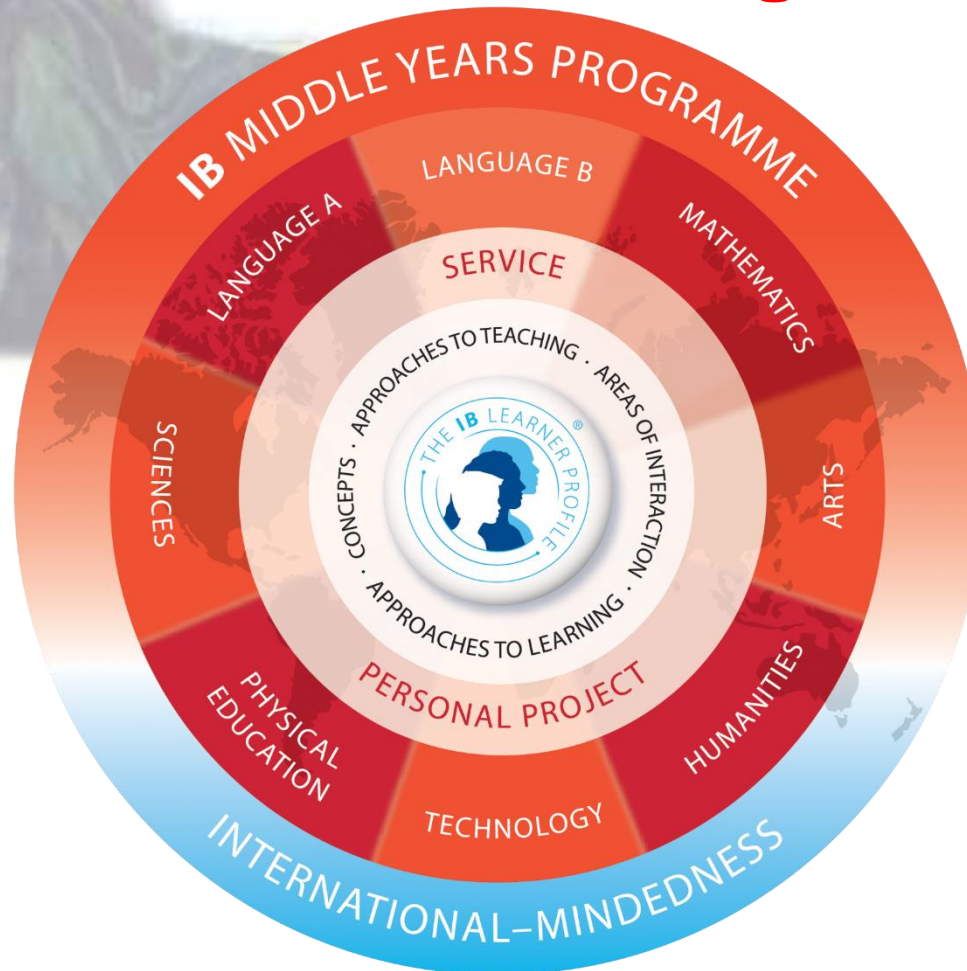 IB MIDDLE YEARS PROGRAMME
LANGUAGE B
LANGUAGE A
MATHEMATICS
SERVICE
APPROACHES TO TEACHING · AREAS OF INTERACTION · APPROACHES TO LEARNING · CONCEPTS ·
THE IB LEARNER PROFILE ®
SCIENCES
ARTS
PERSONAL PROJECT
PHYSICAL
EDUCATION
HUMANITIES
TECHNOLOGY
INTERNATIONAL–MINDEDNESS